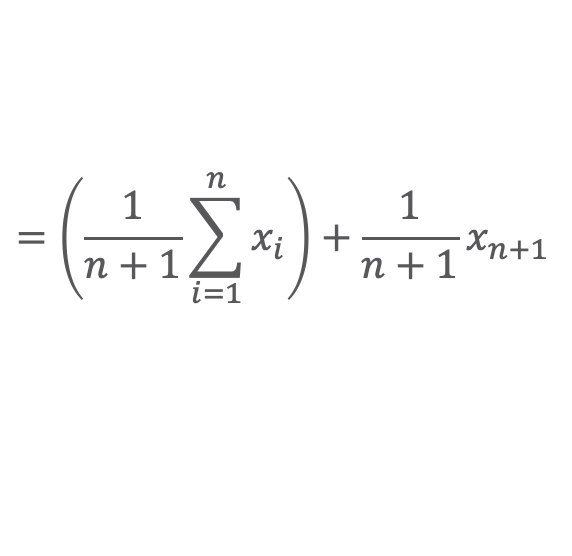 = (1/(n + 1) ∑_{i=1}^{n} x_i) + 1/(n + 1) x_{n+1}